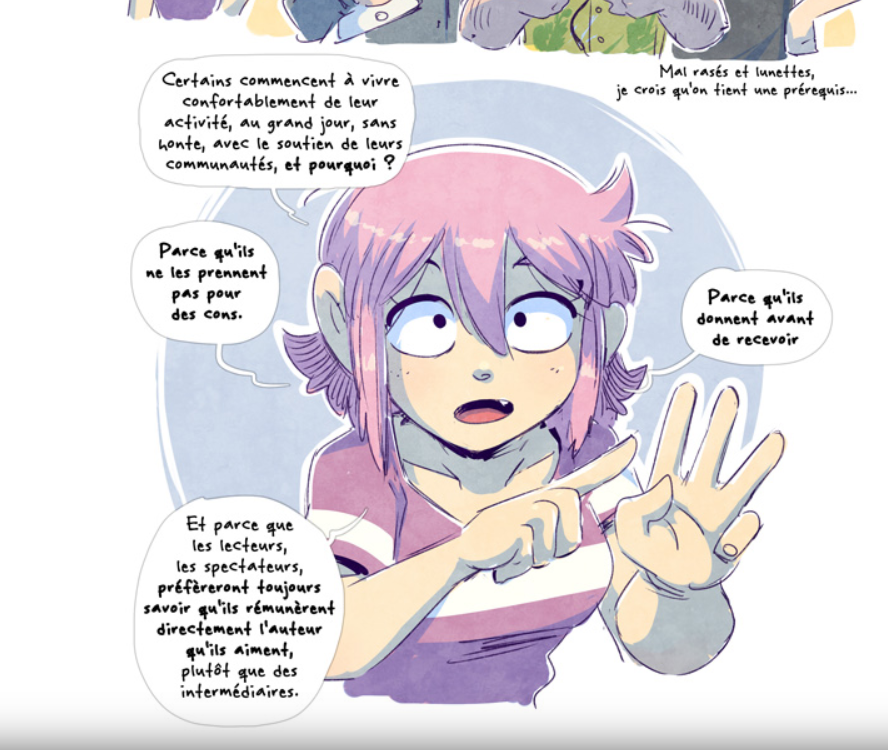 Mal rasés et lunettes,
je crois qu'on tient une prérequis...
Certains commencent à vivre
confortablement de leur
activité, au grand jour, sans
honte, avec le soutien de leurs
communautés, et pourquoi ?
Parce qu'ils
ne les prennent
pas pour
des cons.
Parce qu'ils
donnent avant
de recevoir
Et parce que
les lecteurs,
les spectateurs,
préfèreront toujours
savoir qu'ils rémunèrent
directement l'auteur
qu'ils aiment,
plutôt que des
intermédiaires.